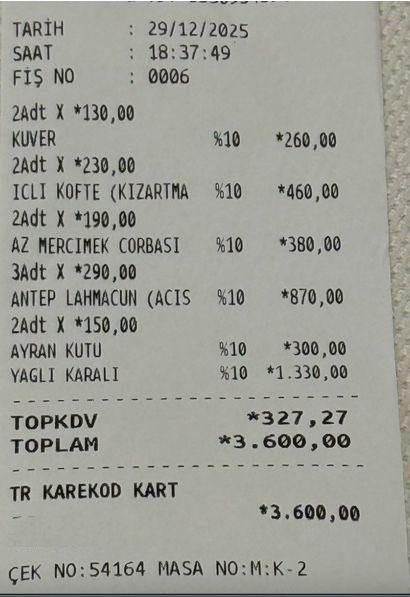 TARİH : 29/12/2025
SAAT : 18:37:49
FİŞ NO : 0006
2Adt X *130,00
KUVER %10 *260,00
2Adt X *230,00
ICLI KOFTE (KIZARTMA %10 *460,00
2Adt X *190,00
AZ MERCIMEK CORBASI %10 *380,00
3Adt X *290,00
ANTEP LAHMACUN (ACIS %10 *870,00
2Adt X *150,00
AYRAN KUTU %10 *300,00
YAGLI KARALI %10 *1.330,00
TOPKDV *327,27
TOPLAM *3.600,00
TR KAREKOD KART
*3.600,00
ÇEK NO:54164 MASA NO:M:K-2